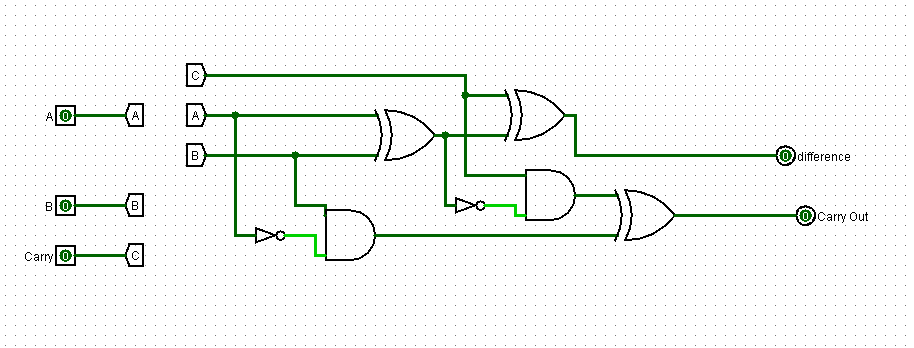 C
A 0 A
A
B
0 difference
B 0 B
0 Carry Out
Carry 0 C